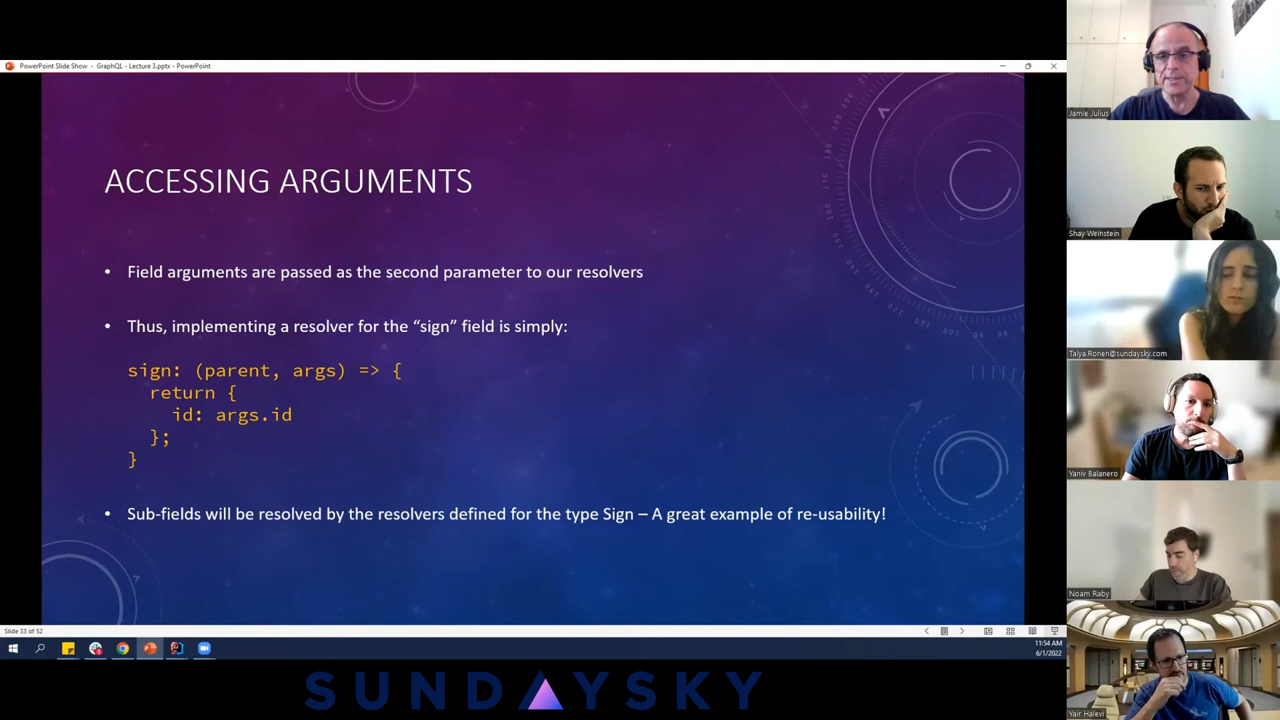 PowerPoint Slide Show - GraphQL - Lecture 3.pptx - PowerPoint
ACCESSING ARGUMENTS
• Field arguments are passed as the second parameter to our resolvers
• Thus, implementing a resolver for the “sign” field is simply:
sign: (parent, args) => {
return {
id: args.id
};
}
• Sub-fields will be resolved by the resolvers defined for the type Sign – A great example of re-usability!
Slide 33 of 52
11:54 AM
6/1/2022
SUNDAYSKY
Jamie Julius
Shay Weinstein
Talya.Ronen@sundaysky.com
Yaniv Balanero
Noam Raby
Yair Halevi